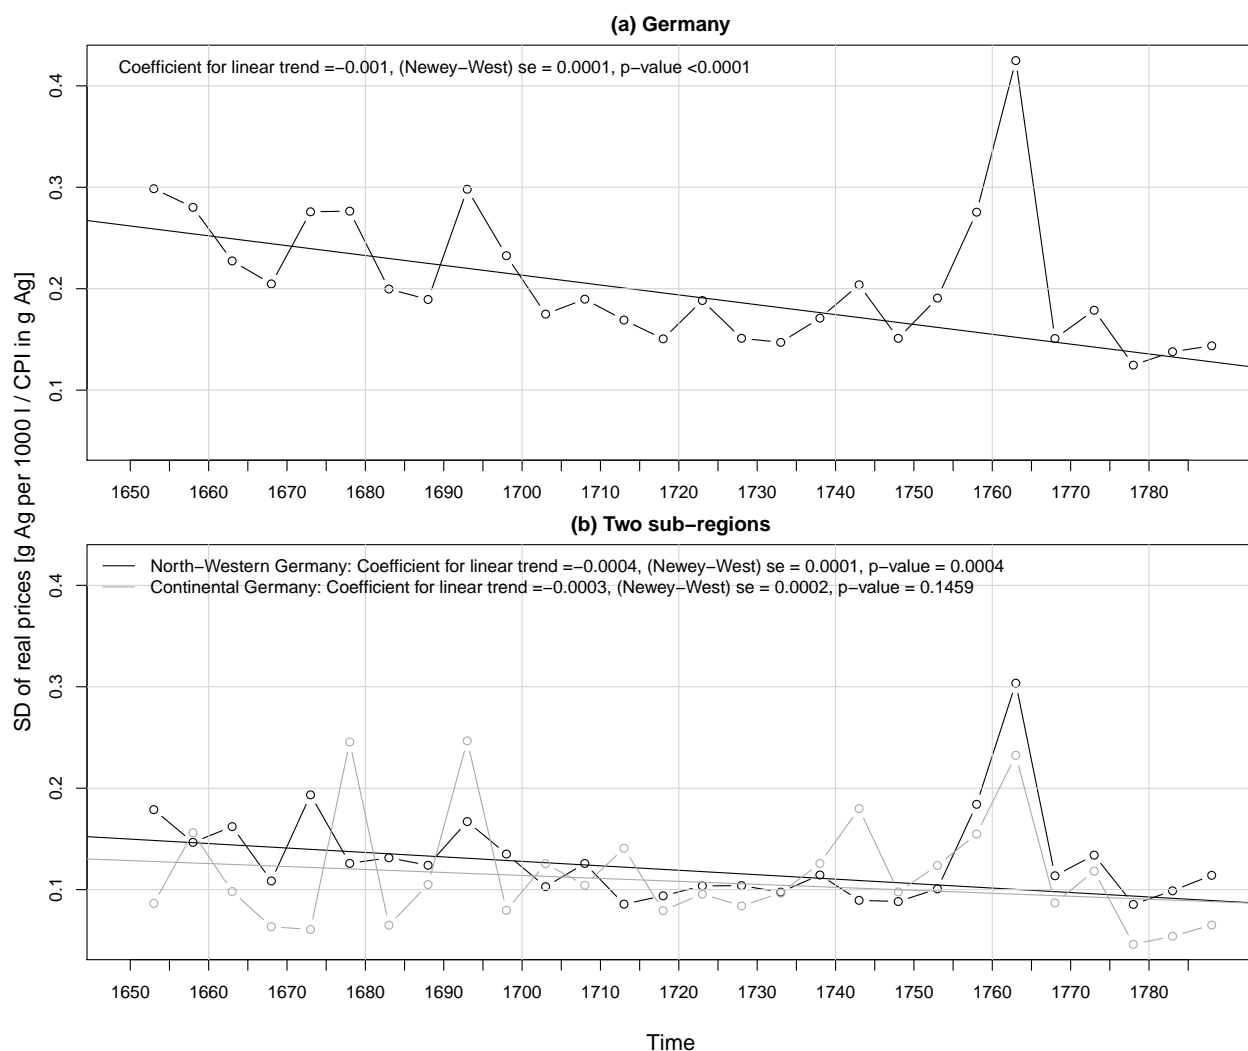 (a) Germany
Coefficient for linear trend =−0.001, (Newey−West) se = 0.0001, p−value <0.0001
0.4
0.3
0.2
0.1
1650 1660 1670 1680 1690 1700 1710 1720 1730 1740 1750 1760 1770 1780
SD of real prices [g Ag per 1000 l / CPI in g Ag]
(b) Two sub−regions
North−Western Germany: Coefficient for linear trend =−0.0004, (Newey−West) se = 0.0001, p−value = 0.0004
Continental Germany: Coefficient for linear trend =−0.0003, (Newey−West) se = 0.0002, p−value = 0.1459
0.4
0.3
0.2
0.1
1650 1660 1670 1680 1690 1700 1710 1720 1730 1740 1750 1760 1770 1780
Time